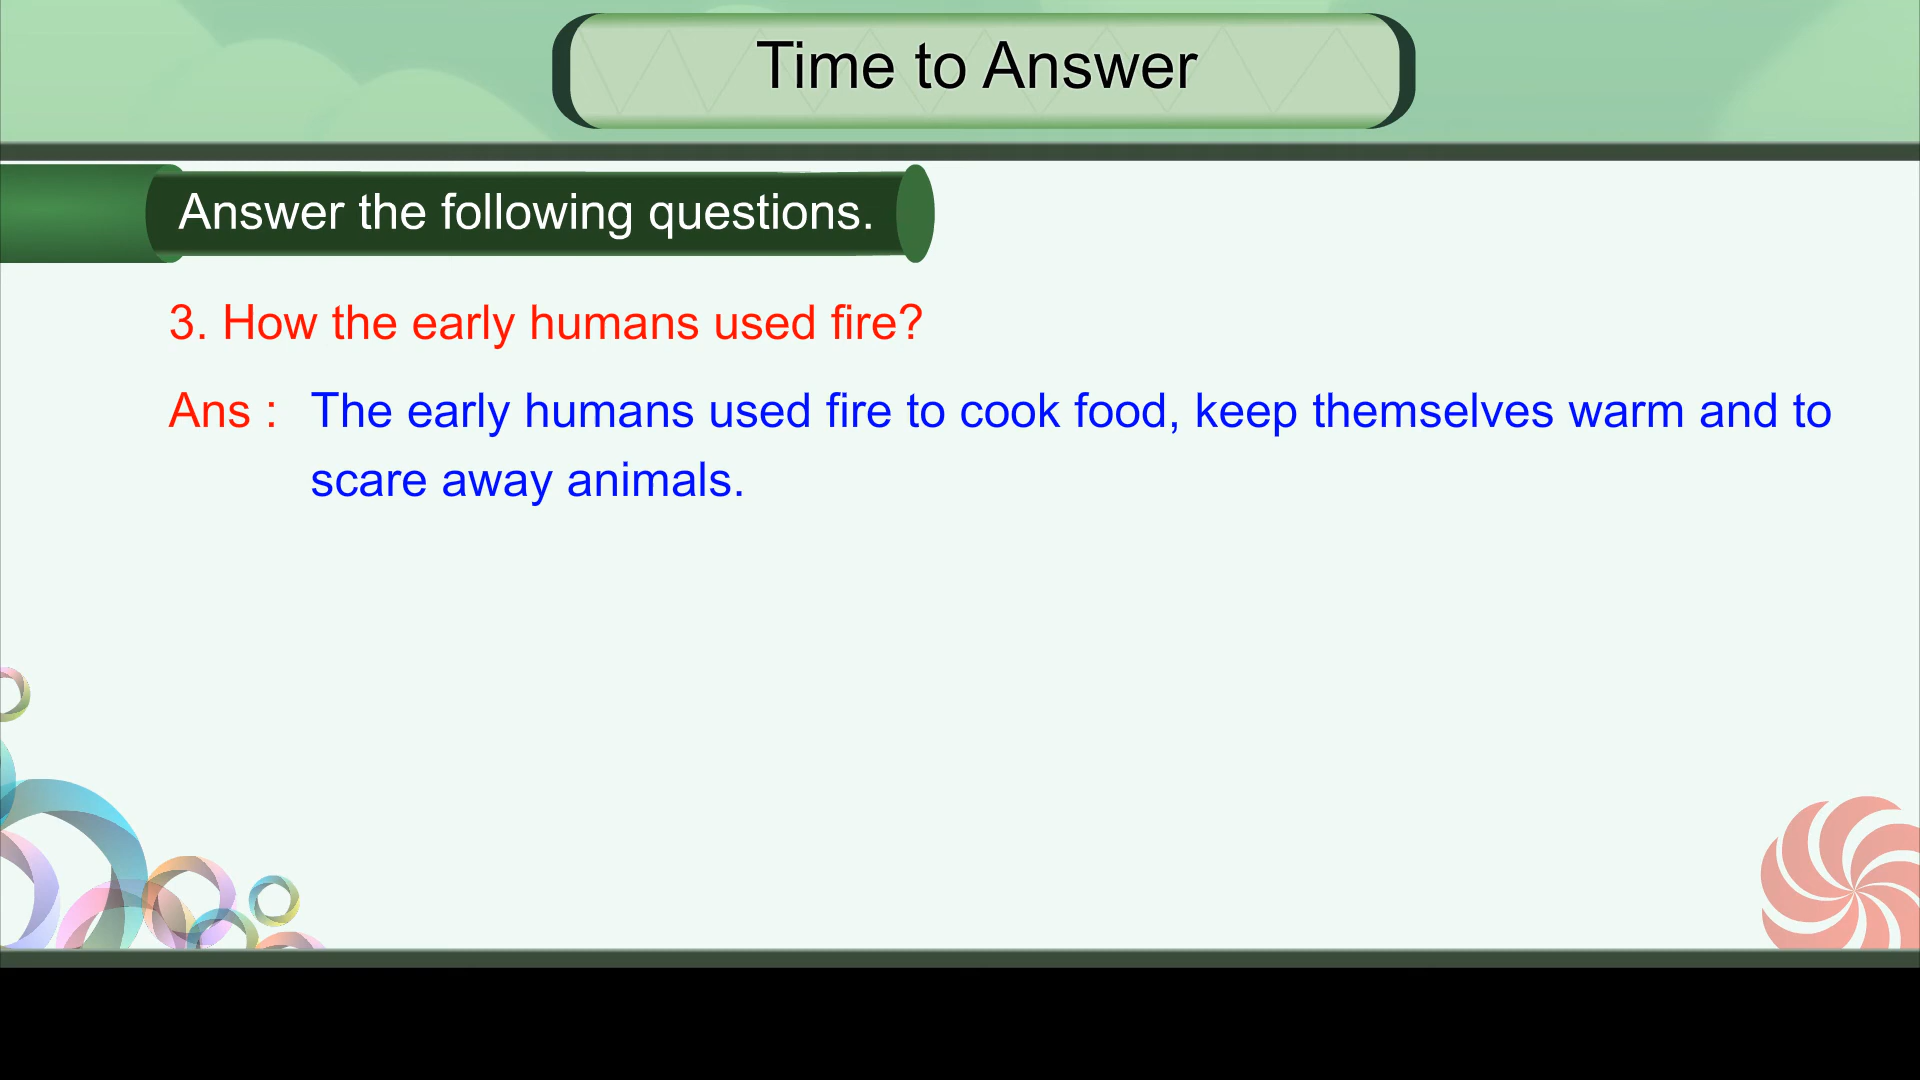 Time to Answer
Answer the following questions.
3. How the early humans used fire?
Ans : The early humans used fire to cook food, keep themselves warm and to
scare away animals.